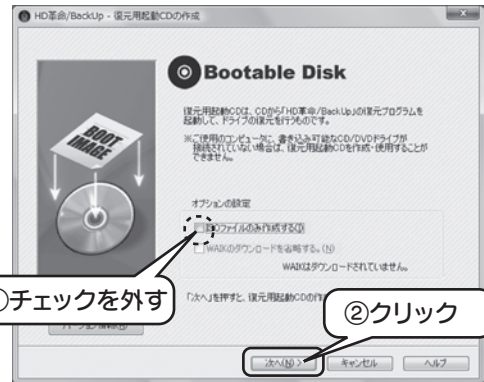 HD革命/BackUp - 復元用起動CDの作成
Bootable Disk
BOOT
IMAGE
復元用起動CDは、CDから「HD革命/BackUp」の復元プログラムを
起動して、ドライブの復元を行うものです。
※ご使用のコンピュータに、書き込み可能なCD/DVDドライブが
接続されていない場合は、復元用起動CDを作成・使用することが
できません。
オプションの設定
ISOファイルのみ作成する(I)
WAIKのダウンロードを省略する。(N)
WAIKはダウンロードされていません。
①チェックを外す
「次へ」を押すと、復元用起動CDの作
②クリック
バージョン情報(R)
次へ(N) >
キャンセル
ヘルプ